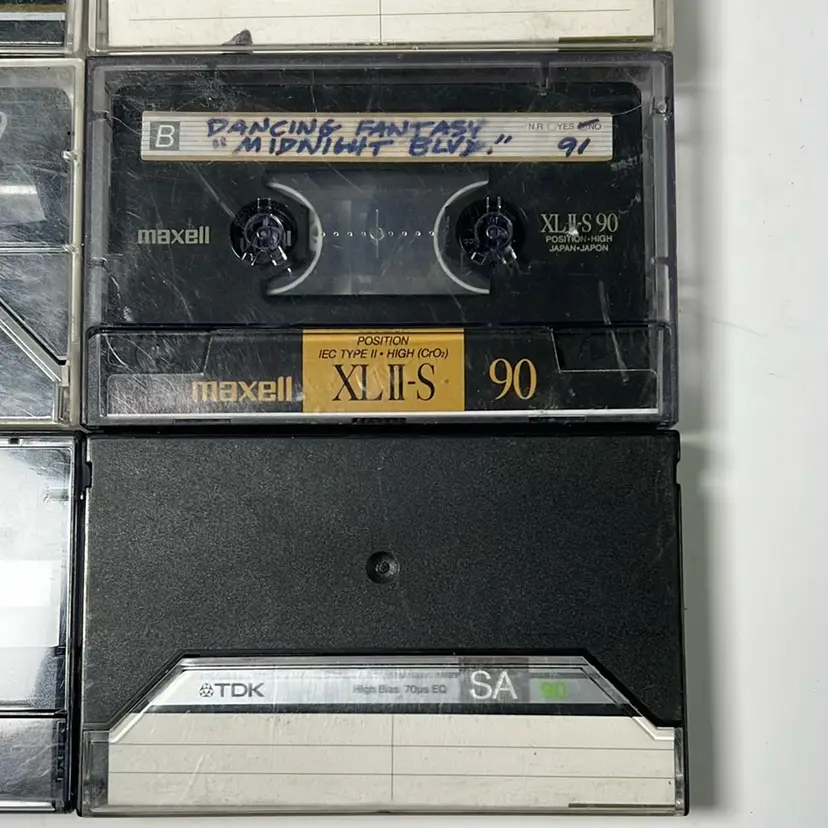 B
DANCING FANTASY
N.R YES NO
"MIDNIGHT BLVD."
91
maxell
XLII-S 90
POSITION•HIGH
JAPAN•JAPON
POSITION
IEC TYPE II • HIGH (CrO₂)
maxell
XLII-S
90
TDK
High Bias 70µs EQ
SA
90